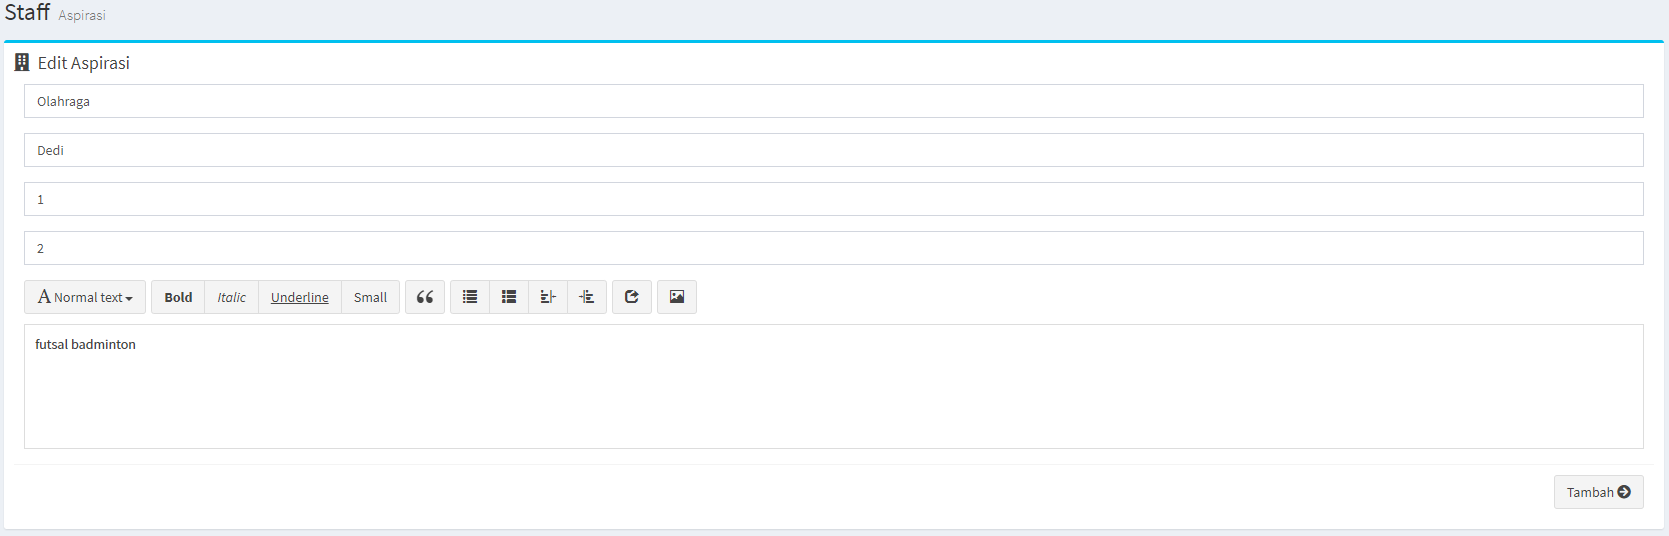 Staff Aspirasi
Edit Aspirasi
Olahraga
Dedi
1
2
Normal text Bold Italic Underline Small
futsal badminton
Tambah